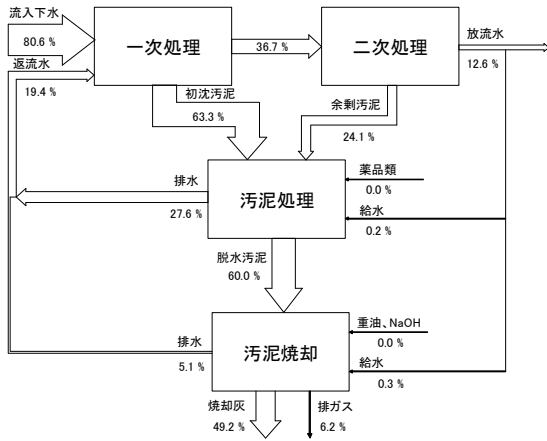 流入下水
80.6 %
返流水
19.4 %
一次処理
36.7 %
二次処理
放流水
12.6 %
初沈汚泥
63.3 %
余剰汚泥
24.1 %
排水
27.6 %
汚泥処理
薬品類
0.0 %
給水
0.2 %
脱水汚泥
60.0 %
排水
5.1 %
汚泥焼却
重油、NaOH
0.0 %
給水
0.3 %
焼却灰
49.2 %
排ガス
6.2 %